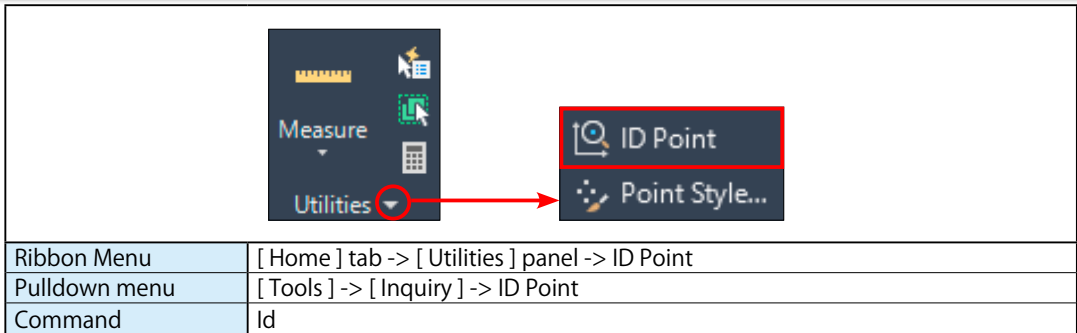 Measure
Utilities
ID Point
Point Style...
Ribbon Menu [ Home ] tab -> [ Utilities ] panel -> ID Point
Pulldown menu [ Tools ] -> [ Inquiry ] -> ID Point
Command Id